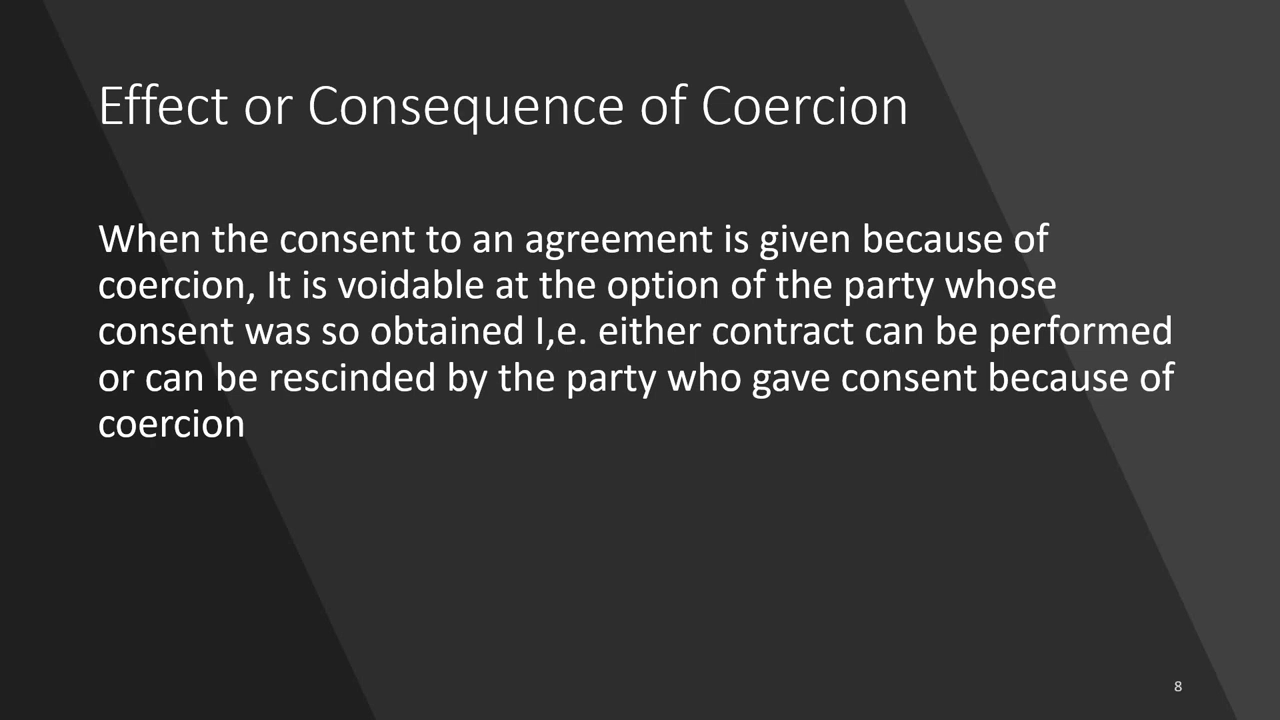 Effect or Consequence of Coercion
When the consent to an agreement is given because of
coercion, It is voidable at the option of the party whose
consent was so obtained I,e. either contract can be performed
or can be rescinded by the party who gave consent because of
coercion
8